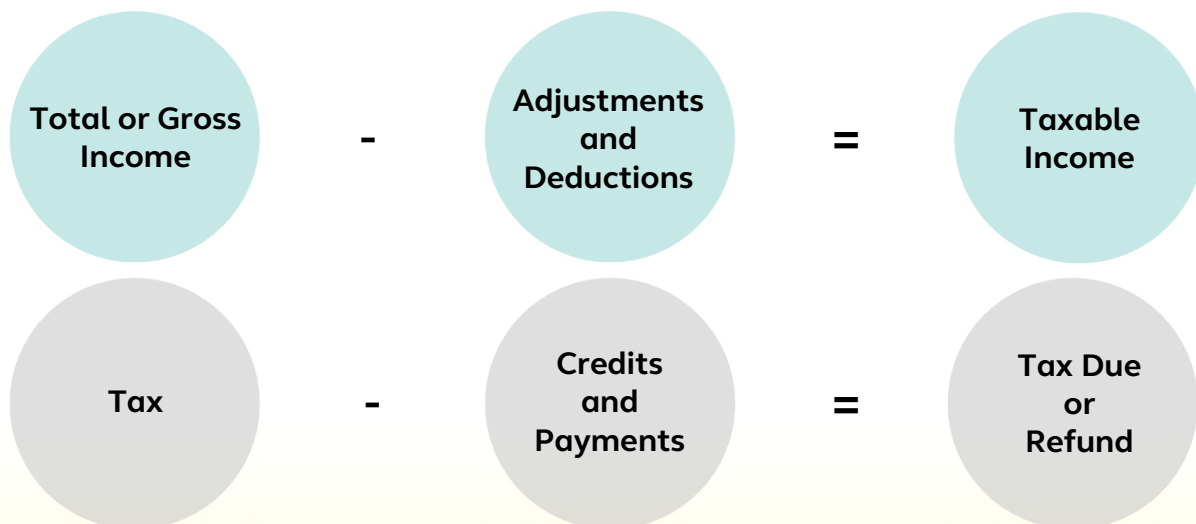 Total or Gross
Income
-
Adjustments
and
Deductions
=
Taxable
Income
Tax
-
Credits
and
Payments
=
Tax Due
or
Refund